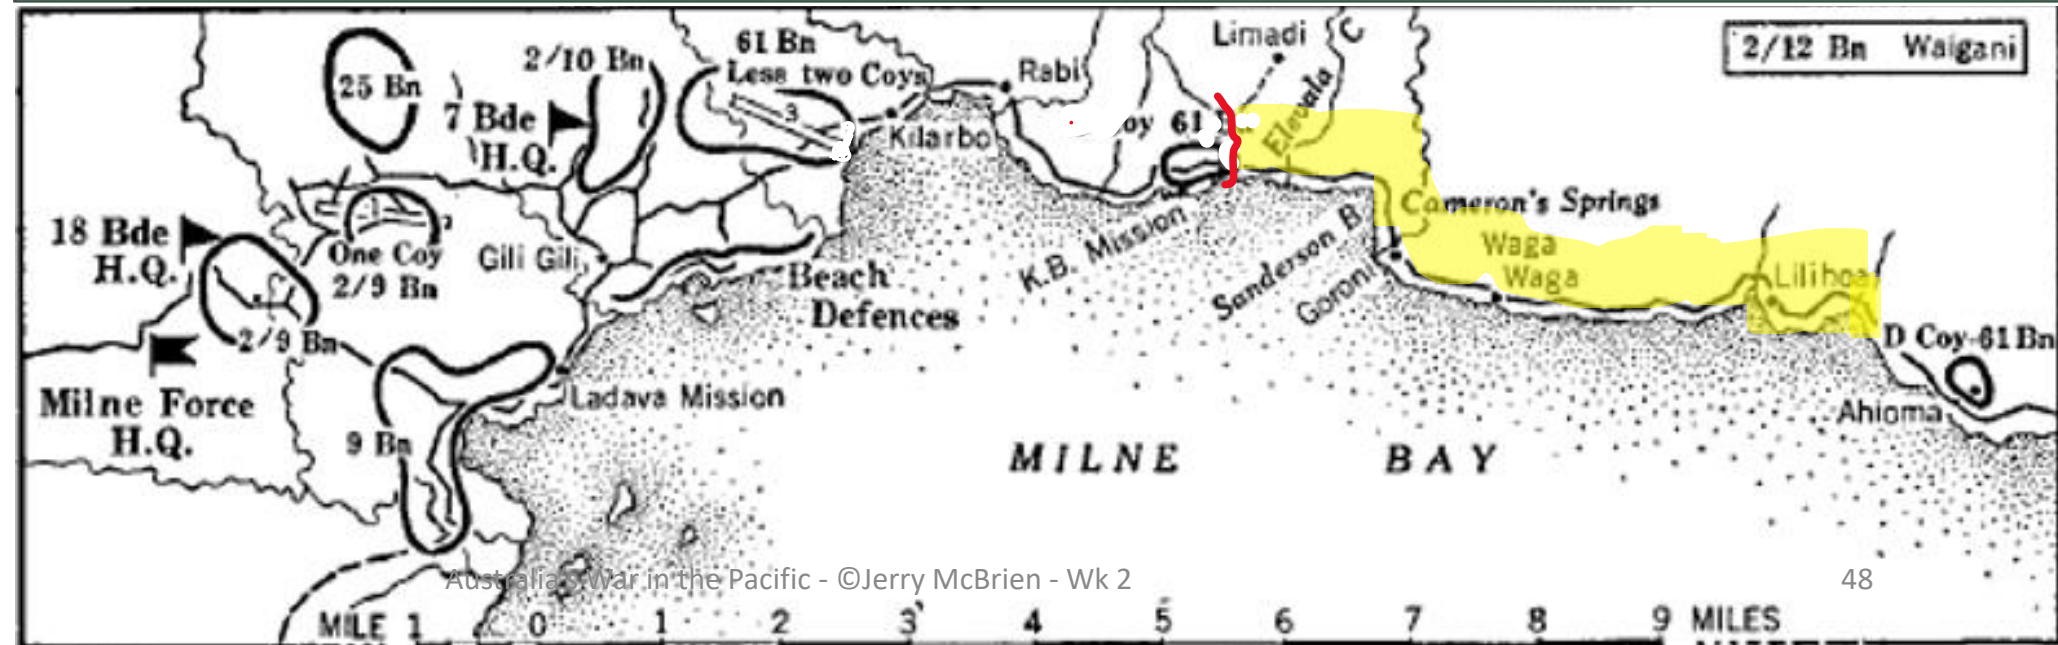 2/12 Bn Waigani
25 Bn
2/10 Bn
61 Bn
Less two Coys
3
Rabi
Limadi
C
7 Bde
H.Q.
Kilarbo
oy 61
Elevala
18 Bde
H.Q.
1
One Coy
2/9 Bn
Gili Gili
K.B. Mission
Sanderson B.
Goroni
Cameron's Springs
Waga
Waga
Lilihoa
Beach
Defences
2/9 Bn
D Coy-61 Bn
Ahioma
Milne Force
H.Q.
9 Bn
Ladava Mission
MILNE BAY
Australia's War in the Pacific - ©Jerry McBrien - Wk 2
48
MILE 1 0 1 2 3 4 5 6 7 8 9 MILES